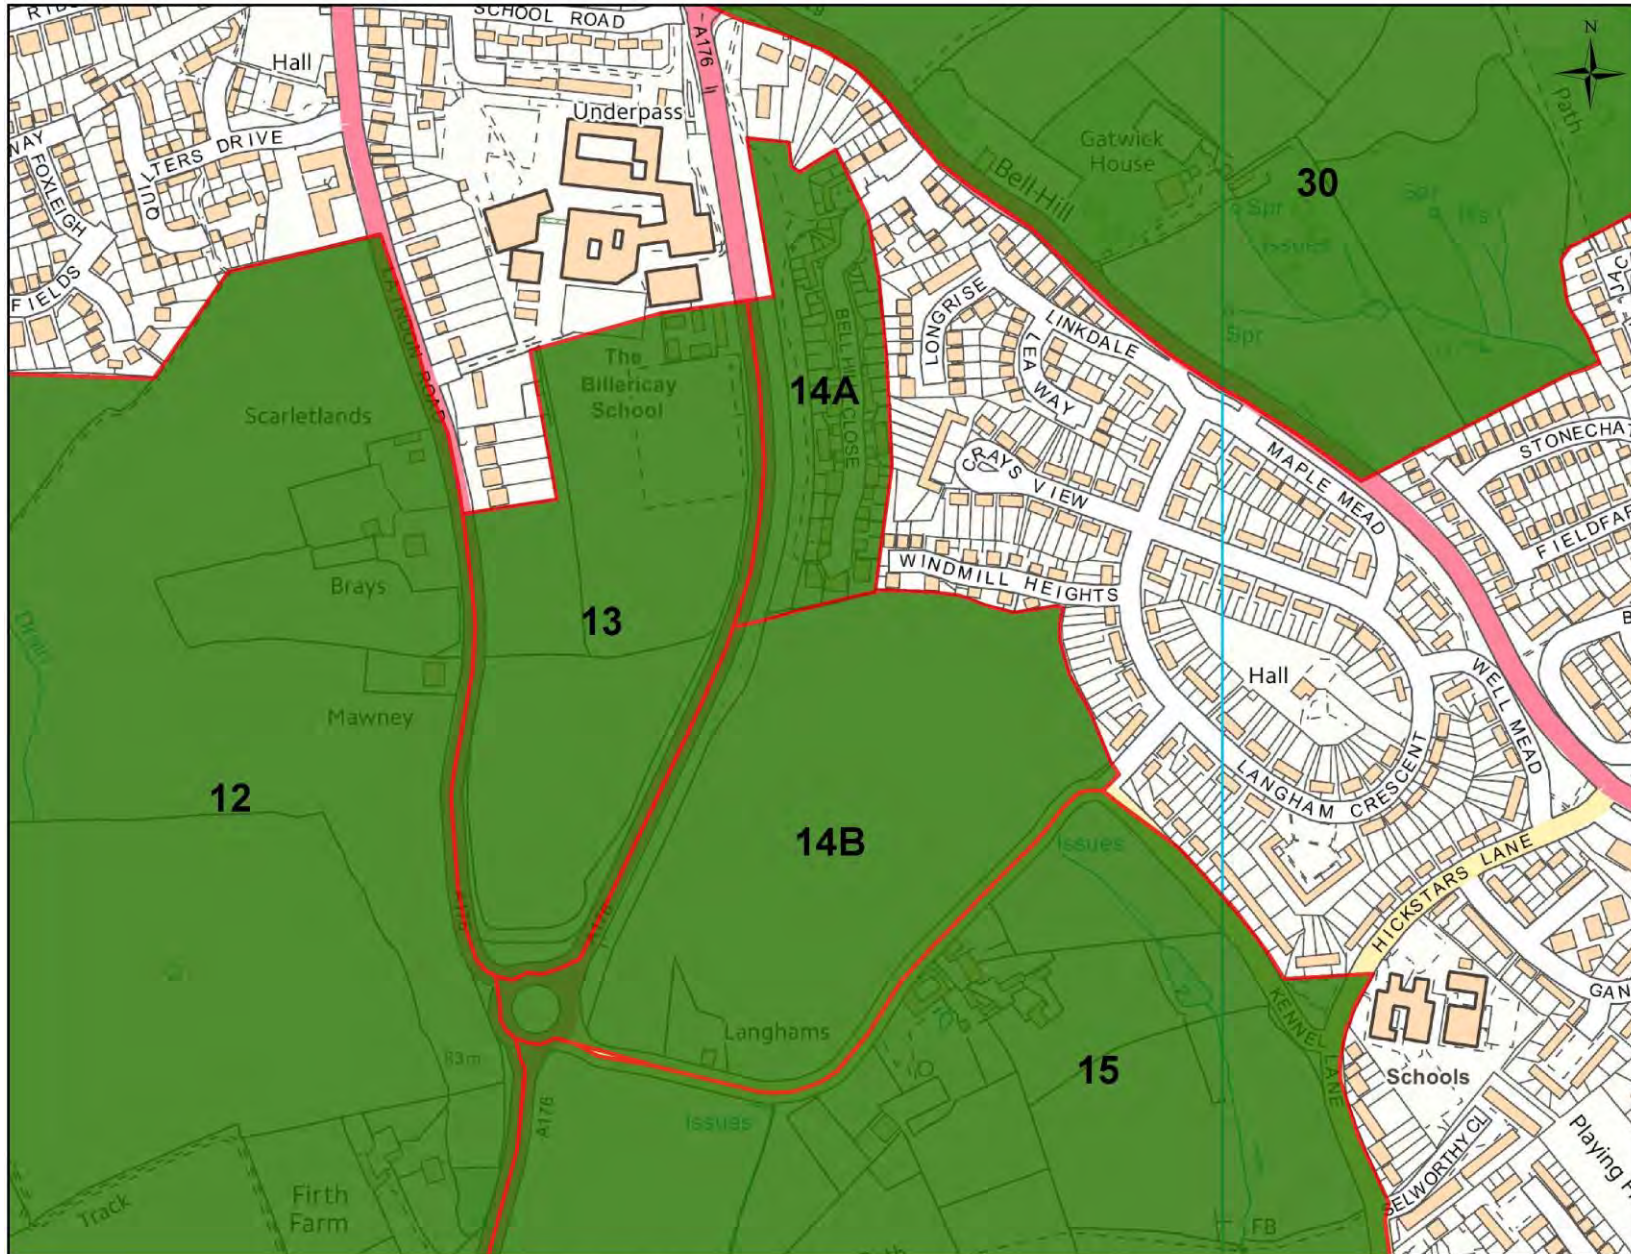 SCHOOL ROAD
A176
N
Hall
Underpass
Path
Gatwick
House
30
Bell Hill
QUILTERS DRIVE
FOXLEIGH
FIELDS
Spr
Spr
Issues
Spr
LAINDON ROAD
The
Billericay
School
14A
BELL HILL CLOSE
LONGRISE
LINKDALE
LEA WAY
Scarletlands
CRAYS VIEW
MAPLE MEAD
Brays
WINDMILL HEIGHTS
13
Drain
Mawney
Hall
WELL MEAD
12
LANGHAM CRESCENT
14B
Issues
HICKSTARS LANE
A176
A176
KENNEL LANE
Langhams
83m
15
Schools
A176
Issues
SELWORTHY CL
Firth
Farm
Track
FB